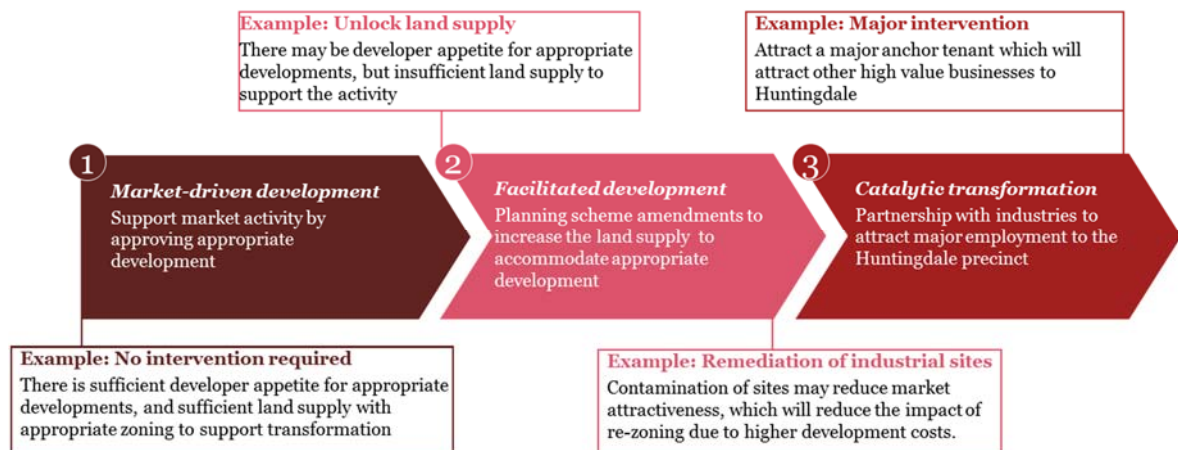 Example: Unlock land supply
There may be developer appetite for appropriate
developments, but insufficient land supply to
support the activity
Example: Major intervention
Attract a major anchor tenant which will
attract other high value businesses to
Huntingdale
1
Market-driven development
Support market activity by
approving appropriate
development
2
Facilitated development
Planning scheme amendments to
increase the land supply to
accommodate appropriate
development
3
Catalytic transformation
Partnership with industries to
attract major employment to the
Huntingdale precinct
Example: No intervention required
There is sufficient developer appetite for appropriate
developments, and sufficient land supply with
appropriate zoning to support transformation
Example: Remediation of industrial sites
Contamination of sites may reduce market
attractiveness, which will reduce the impact of
re-zoning due to higher development costs.